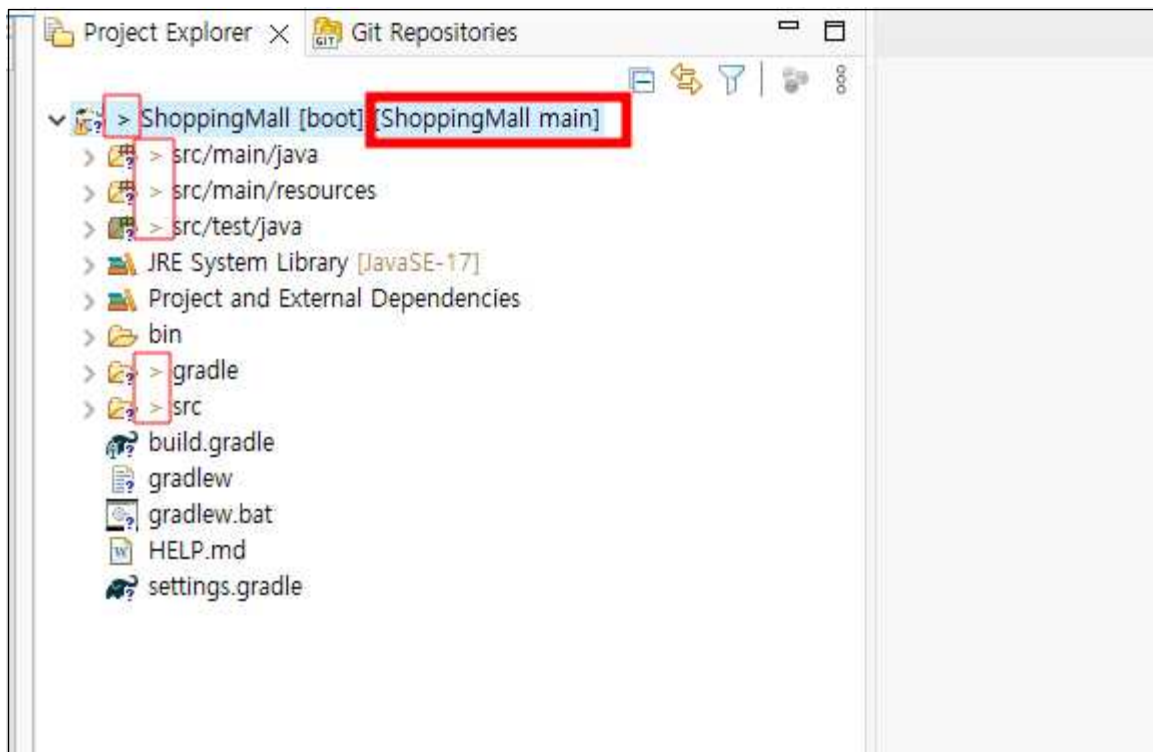 Project Explorer Git Repositories
> ShoppingMall [boot] [ShoppingMall main]
> src/main/java
> src/main/resources
> src/test/java
JRE System Library [JavaSE-17]
Project and External Dependencies
bin
> gradle
> src
build.gradle
gradlew
gradlew.bat
HELP.md
settings.gradle